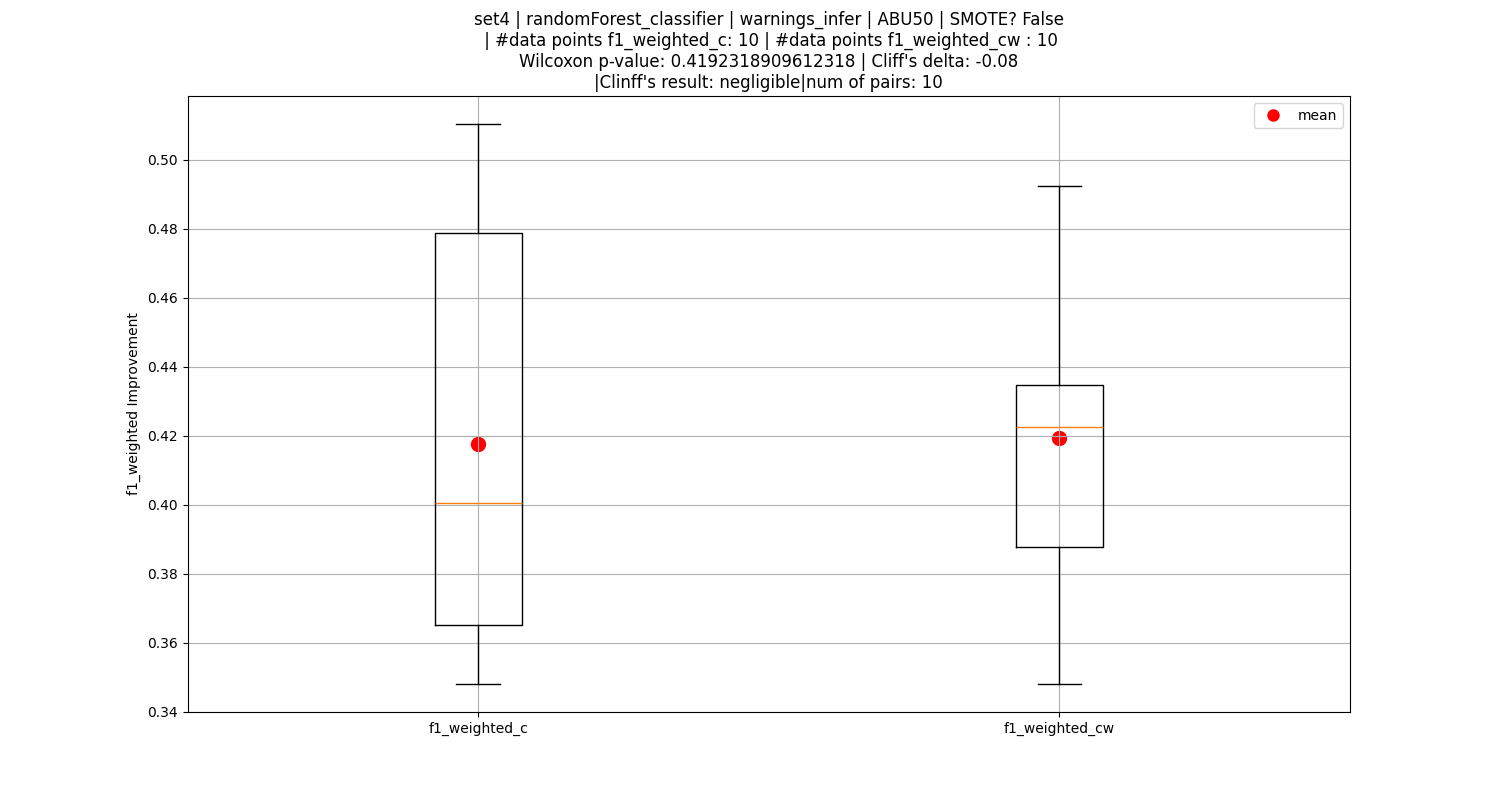 set4 | randomForest_classifier | warnings_infer | ABU50 | SMOTE? False
| #data points f1_weighted_c: 10 | #data points f1_weighted_cw : 10
Wilcoxon p-value: 0.4192318909612318 | Cliff's delta: -0.08
|Clinff's result: negligible|num of pairs: 10
mean
f1_weighted Improvement
0.50
0.48
0.46
0.44
0.42
0.40
0.38
0.36
0.34
f1_weighted_c
f1_weighted_cw